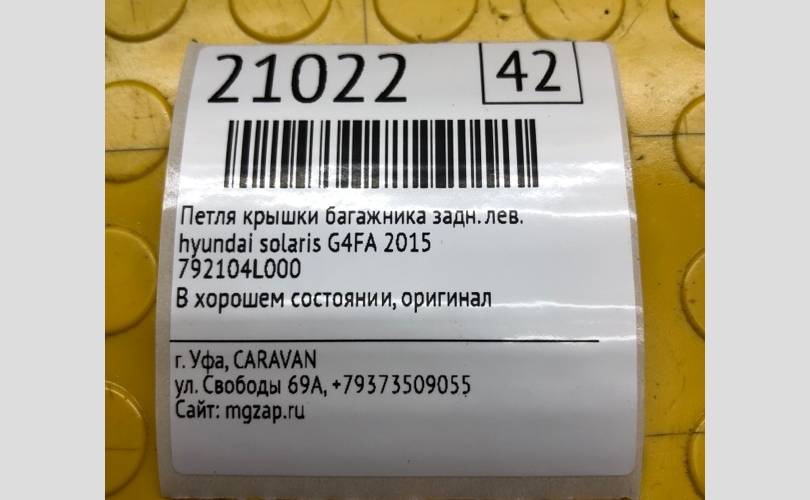 21022
42
Петля крышки багажника задн. лев.
hyundai solaris G4FA 2015
792104L000
В хорошем состоянии, оригинал
г. Уфа, CARAVAN
ул. Свободы 69А, +79373509055
Сайт: mgzap.ru